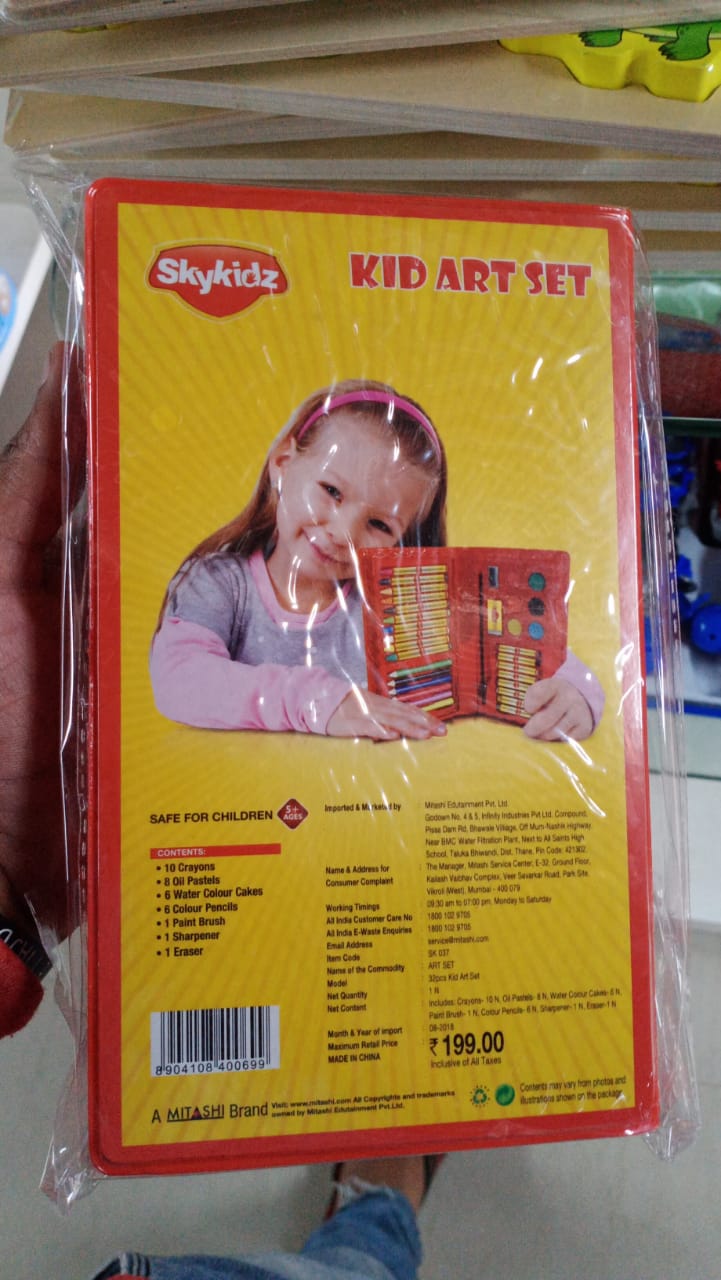 Skykidz
KID ART SET
SAFE FOR CHILDREN
5+
AGES
CONTENTS:
• 10 Crayons
• 8 Oil Pastels
• 6 Water Colour Cakes
• 6 Colour Pencils
• 1 Paint Brush
• 1 Sharpener
• 1 Eraser
Imported & Marketed by : Mitashi Edutainment Pvt. Ltd.
Godown No. 4 & 5, Infinity Industries Pvt Ltd. Compound,
Pissa Dam Rd, Bhawale Village, Off Mum-Nashik Highway,
Near BMC Water Filtration Plant, Next to All Saints High
School, Taluka Bhiwandi, Dist. Thane, Pin Code: 421302.
Name & Address for : The Manager, Mitashi Service Center, E-32, Ground Floor,
Consumer Complaint Kailash Vaibhav Complex, Veer Savarkar Road, Park Site,
Vikroli (West), Mumbai - 400 079
Working Timings : 09:30 am to 07:00 pm, Monday to Saturday
All India Customer Care No : 1800 102 9705
All India E-Waste Enquiries : 1800 102 9705
Email Address : service@mitashi.com
Item Code : SK 037
Name of the Commodity : ART SET
Model : 32pcs Kid Art Set
Net Quantity : 1 N
Net Content : Includes: Crayons- 10 N, Oil Pastels- 8 N, Water Colour Cakes- 6 N,
Paint Brush- 1 N, Colour Pencils- 6 N, Sharpener- 1 N, Eraser-1 N
Month & Year of import : 08-2018
Maximum Retail Price : ₹ 199.00
MADE IN CHINA Inclusive of All Taxes
8904108 400699
A MITASHI Brand
Visit: www.mitashi.com All Copyrights and trademarks
owned by Mitashi Edutainment Pvt.Ltd.
Contents may vary from photos and
illustrations shown on the package.